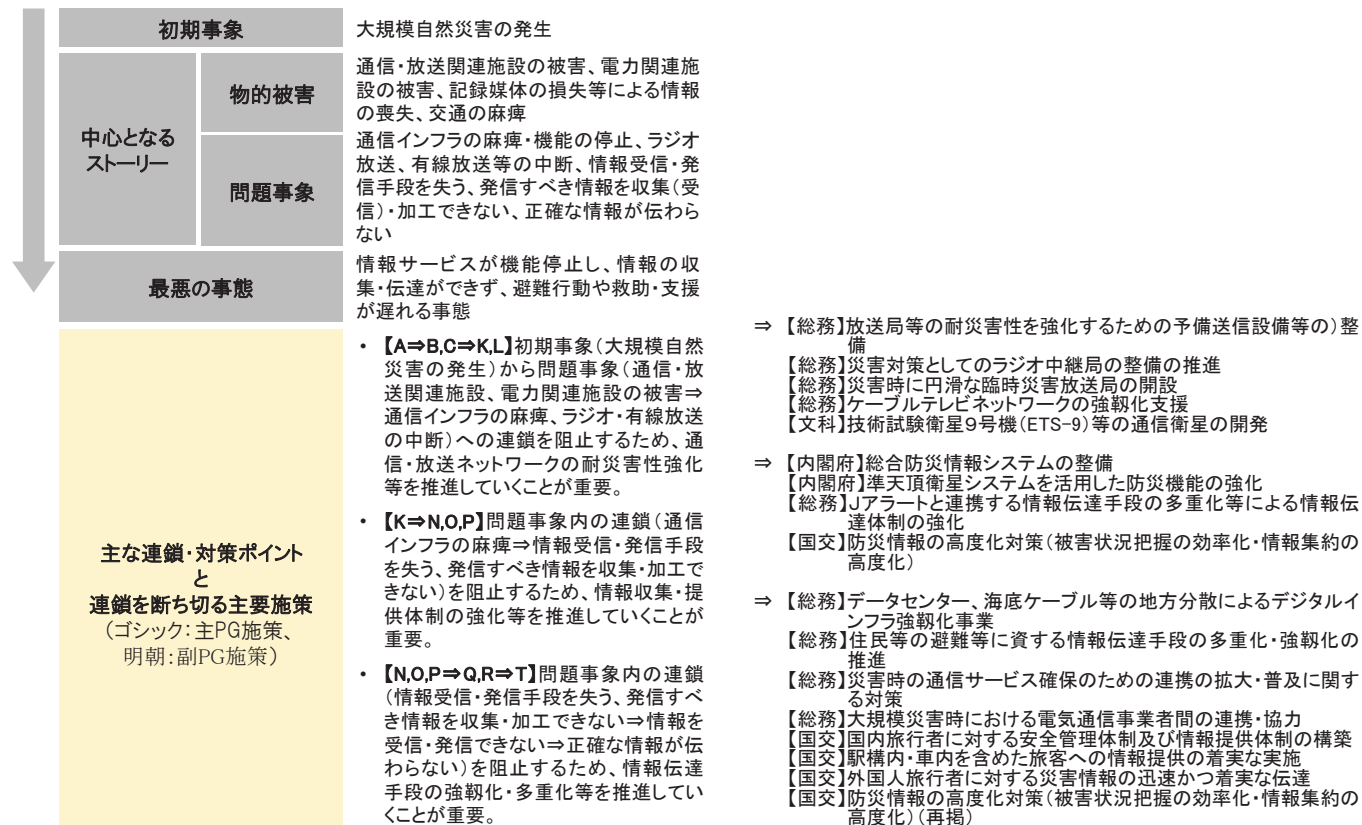 初期事象
大規模自然災害の発生
中心となる
ストーリー
物的被害
通信・放送関連施設の被害、電力関連施
設の被害、記録媒体の損失等による情報
の喪失、交通の麻痺
問題事象
通信インフラの麻痺・機能の停止、ラジオ
放送、有線放送等の中断、情報受信・発
信手段を失う、発信すべき情報を収集(受
信)・加工できない、正確な情報が伝わら
ない
最悪の事態
情報サービスが機能停止し、情報の収
集・伝達ができず、避難行動や救助・支援
が遅れる事態
主な連鎖・対策ポイント
と
連鎖を断ち切る主要施策
(ゴシック:主PG施策、
明朝:副PG施策)
・ 【A⇒B,C⇒K,L】初期事象(大規模自然
災害の発生)から問題事象(通信・放
送関連施設、電力関連施設の被害⇒
通信インフラの麻痺、ラジオ・有線放送
の中断)への連鎖を阻止するため、通
信・放送ネットワークの耐災害性強化
等を推進していくことが重要。
・ 【K⇒N,O,P】問題事象内の連鎖(通信
インフラの麻痺⇒情報受信・発信手段
を失う、発信すべき情報を収集・加工で
きない)を阻止するため、情報収集・提
供体制の強化等を推進していくことが
重要。
・ 【N,O,P⇒Q,R⇒T】問題事象内の連鎖
(情報受信・発信手段を失う、発信すべ
き情報を収集・加工できない⇒情報を
受信・発信できない⇒正確な情報が伝
わらない)を阻止するため、情報伝達
手段の強靱化・多重化等を推進してい
くことが重要。
⇒ 【総務】放送局等の耐災害性を強化するための予備送信設備等の)整
備
【総務】災害対策としてのラジオ中継局の整備の推進
【総務】災害時に円滑な臨時災害放送局の開設
【総務】ケーブルテレビネットワークの強靱化支援
【文科】技術試験衛星9号機(ETS-9)等の通信衛星の開発
⇒ 【内閣府】総合防災情報システムの整備
【内閣府】準天頂衛星システムを活用した防災機能の強化
【総務】Jアラートと連携する情報伝達手段の多重化等による情報伝
達体制の強化
【国交】防災情報の高度化対策(被害状況把握の効率化・情報集約の
高度化)
⇒ 【総務】データセンター、海底ケーブル等の地方分散によるデジタルイ
ンフラ強靱化事業
【総務】住民等の避難等に資する情報伝達手段の多重化・強靱化の
推進
【総務】災害時の通信サービス確保のための連携の拡大・普及に関す
る対策
【総務】大規模災害時における電気通信事業者間の連携・協力
【国交】国内旅行者に対する安全管理体制及び情報提供体制の構築
【国交】駅構内・車内を含めた旅客への情報提供の着実な実施
【国交】外国人旅行者に対する災害情報の迅速かつ着実な伝達
【国交】防災情報の高度化対策(被害状況把握の効率化・情報集約の
高度化)(再掲)